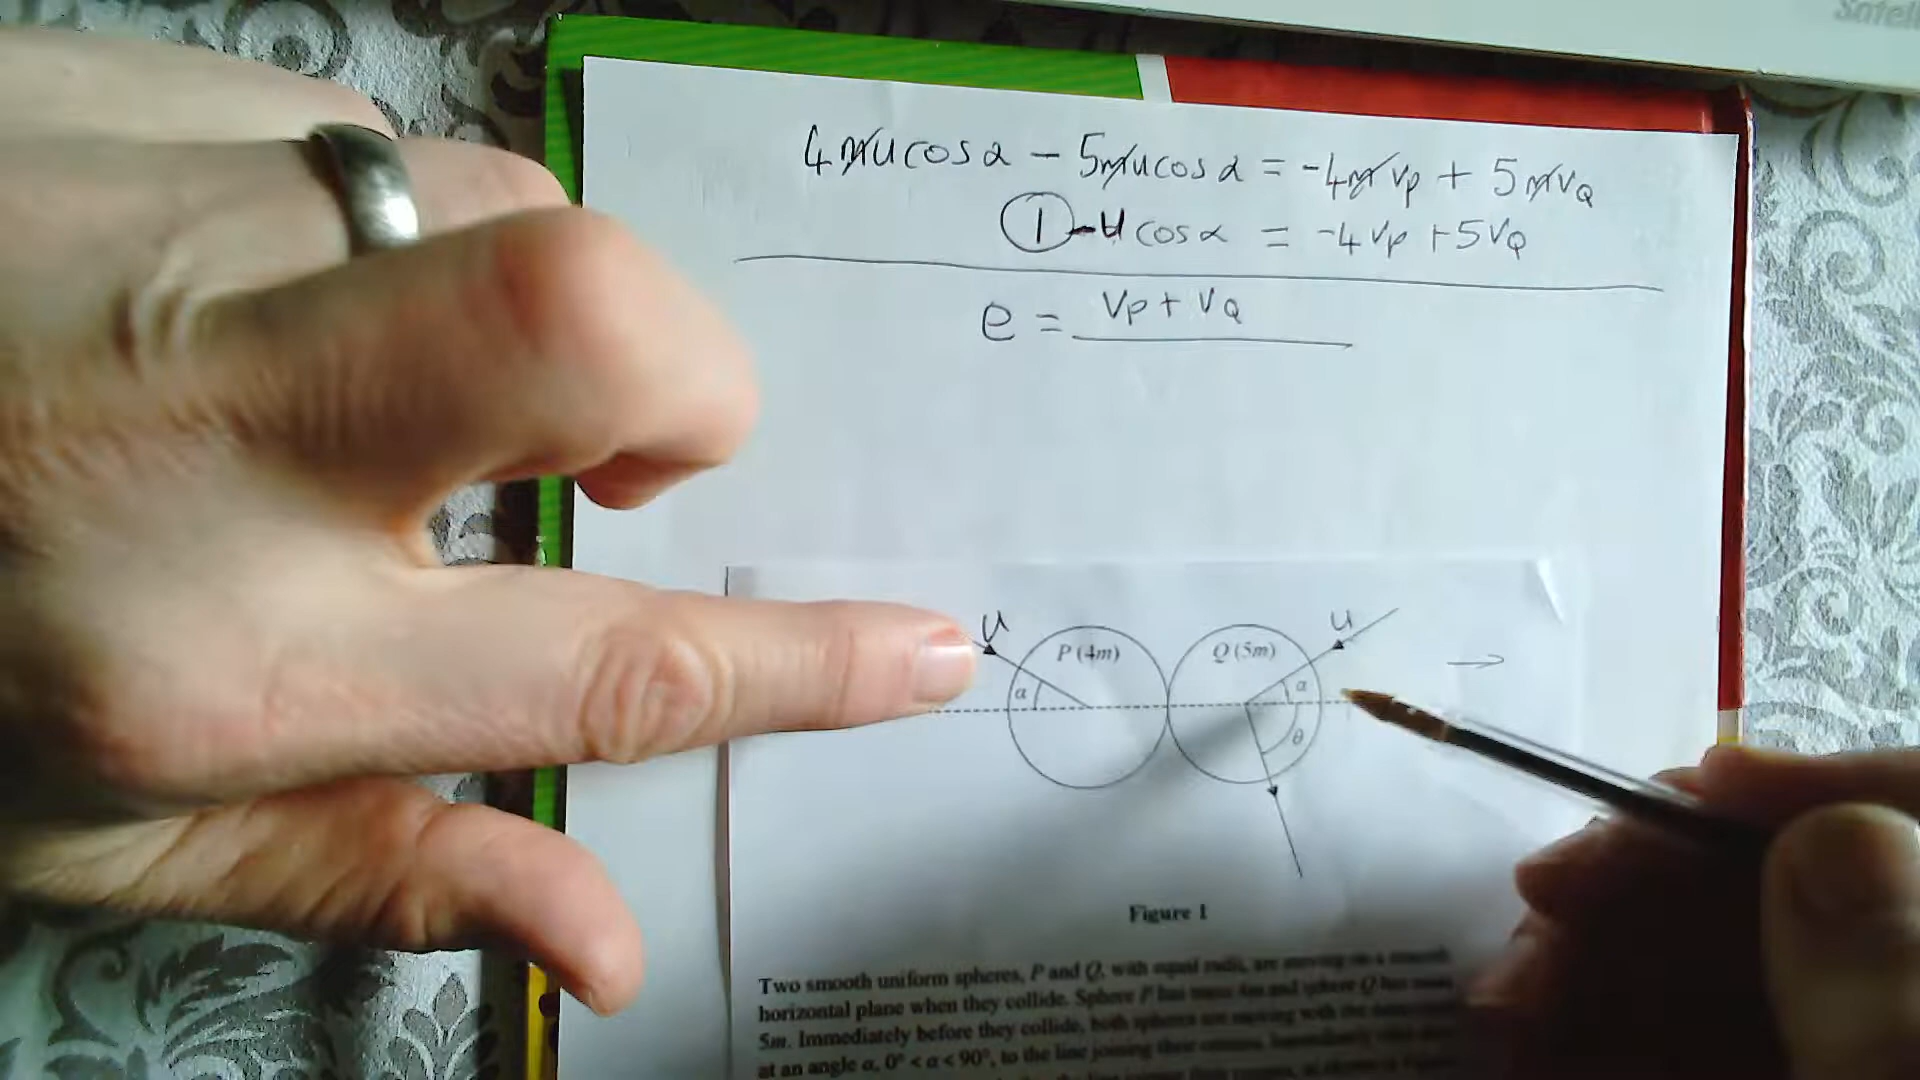 Satell
4mucosα - 5mucosα = -4mvp + 5mvQ
① -ucosα = -4vp + 5vQ
e = vp + vQ
u
u
P (4m)
Q (5m)
α
α
θ
Figure 1
Two smooth uniform spheres, P and Q, with equal radii, are moving on a smooth
horizontal plane when they collide. Sphere P has mass 4m and sphere Q has mass
5m. Immediately before they collide, both spheres are moving with
at an angle α, 0° < α < 90°, to the line joining their centres.